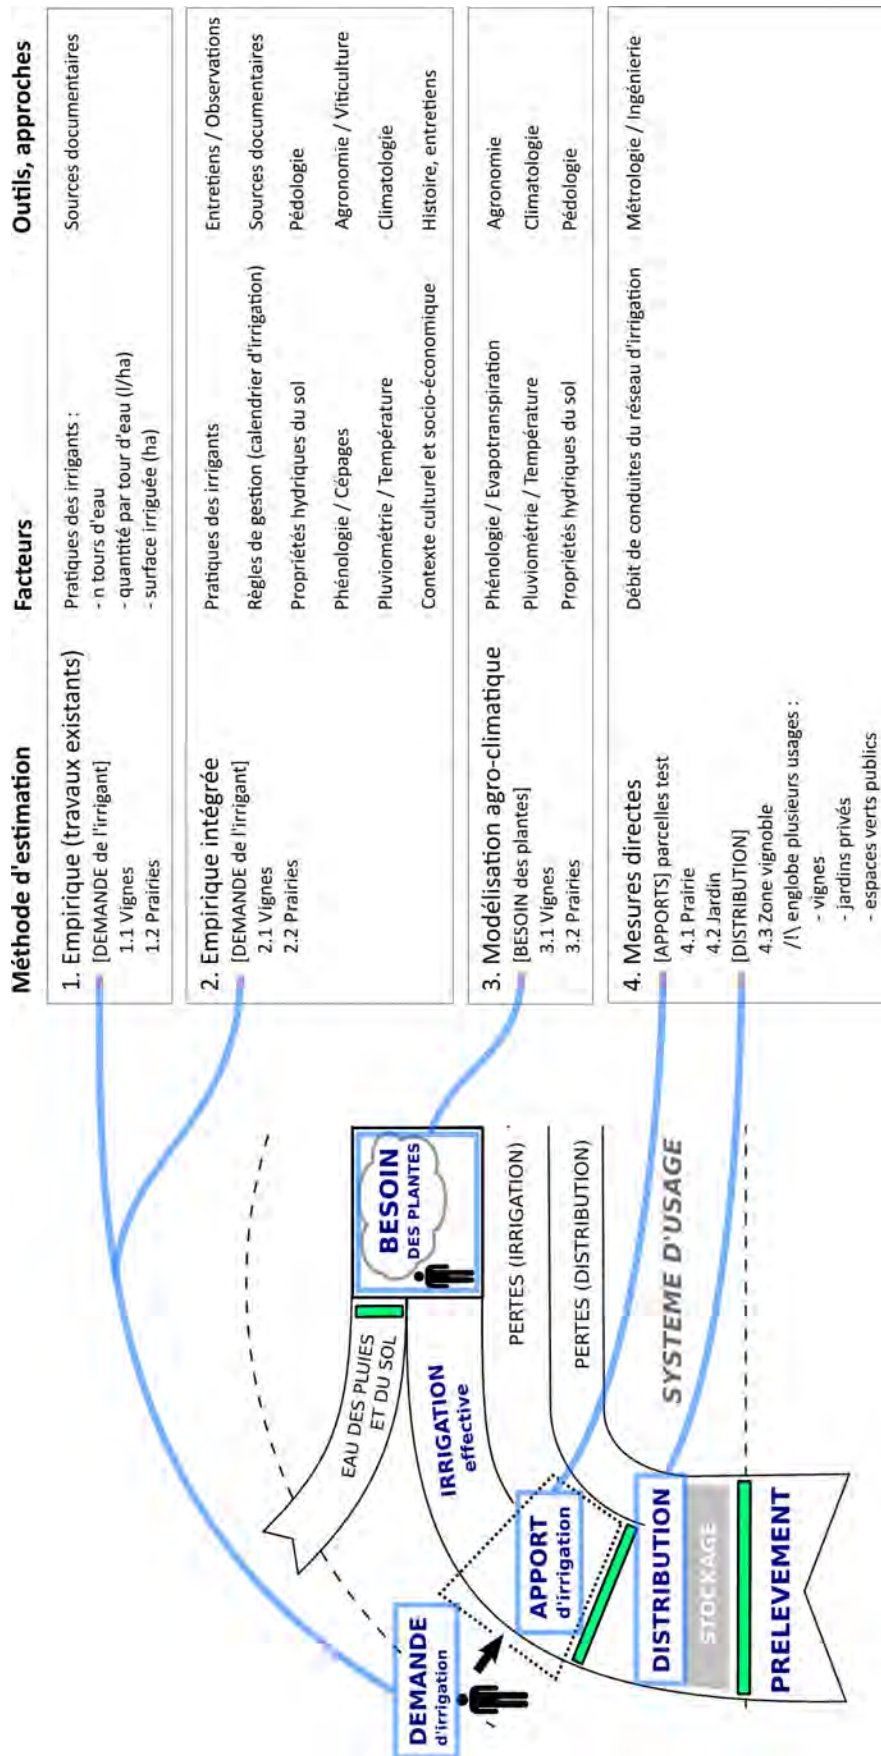 Méthode d'estimation
Facteurs
Outils, approches
1. Empirique (travaux existants)
[DEMANDE de l'irrigant]
1.1 Vignes
1.2 Prairies
Pratiques des irrigants :
- n tours d'eau
- quantité par tour d'eau (l/ha)
- surface irriguée (ha)
Sources documentaires
2. Empirique intégrée
[DEMANDE de l'irrigant]
2.1 Vignes
2.2 Prairies
Pratiques des irrigants
Entretiens / Observations
Règles de gestion (calendrier d'irrigation)
Sources documentaires
Propriétés hydriques du sol
Pédologie
Phénologie / Cépages
Agronomie / Viticulture
Pluviométrie / Température
Climatologie
Contexte culturel et socio-économique
Histoire, entretiens
3. Modélisation agro-climatique
[BESOIN des plantes]
3.1 Vignes
3.2 Prairies
Phénologie / Evapotranspiration
Agronomie
Pluviométrie / Température
Climatologie
Propriétés hydriques du sol
Pédologie
4. Mesures directes
[APPORTS] parcelles test
4.1 Prairie
4.2 Jardin
[DISTRIBUTION]
4.3 Zone vignoble
/!\ englobe plusieurs usages :
- vignes
- jardins privés
- espaces verts publics
Débit de conduites du réseau d'irrigation
Métrologie / Ingénierie
DEMANDE
d'irrigation
EAU DES PLUIES
ET DU SOL
BESOIN
DES PLANTES
IRRIGATION
effective
APPORT
d'irrigation
PERTES (IRRIGATION)
PERTES (DISTRIBUTION)
DISTRIBUTION
STOCKAGE
SYSTEME D'USAGE
PRELEVEMENT